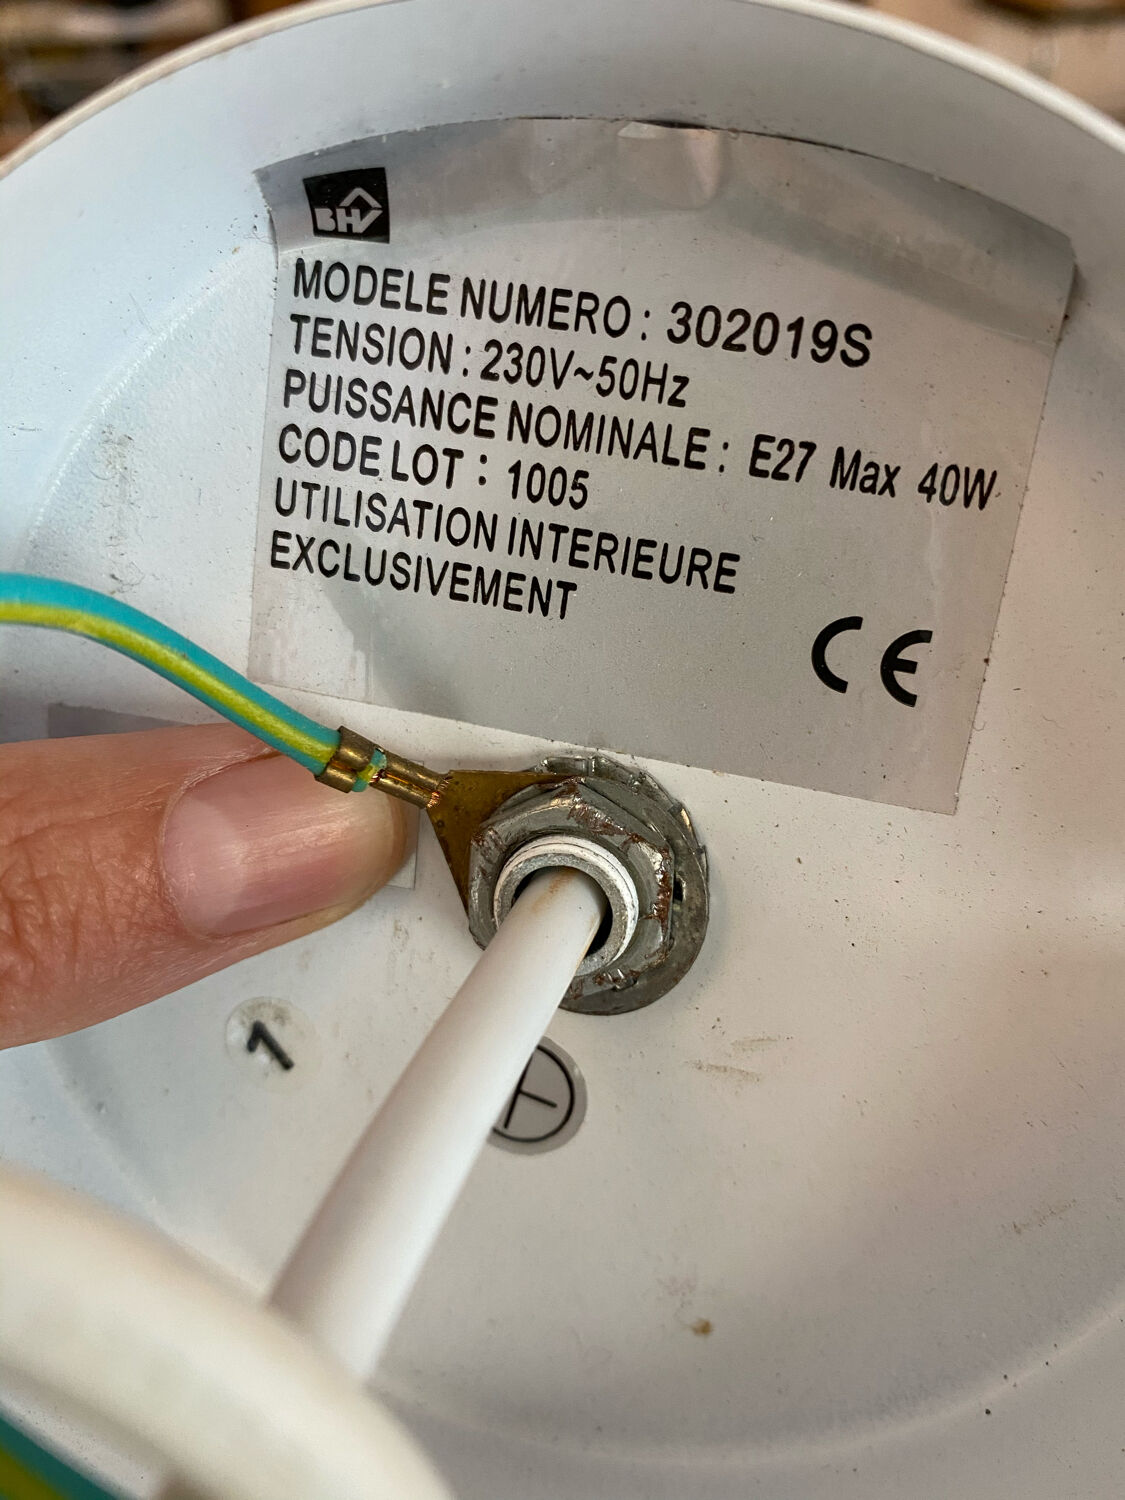 BHV
MODELE NUMERO : 302019S
TENSION : 230V~50Hz
PUISSANCE NOMINALE : E27 Max 40W
CODE LOT : 1005
UTILISATION INTERIEURE
EXCLUSIVEMENT
CE
1